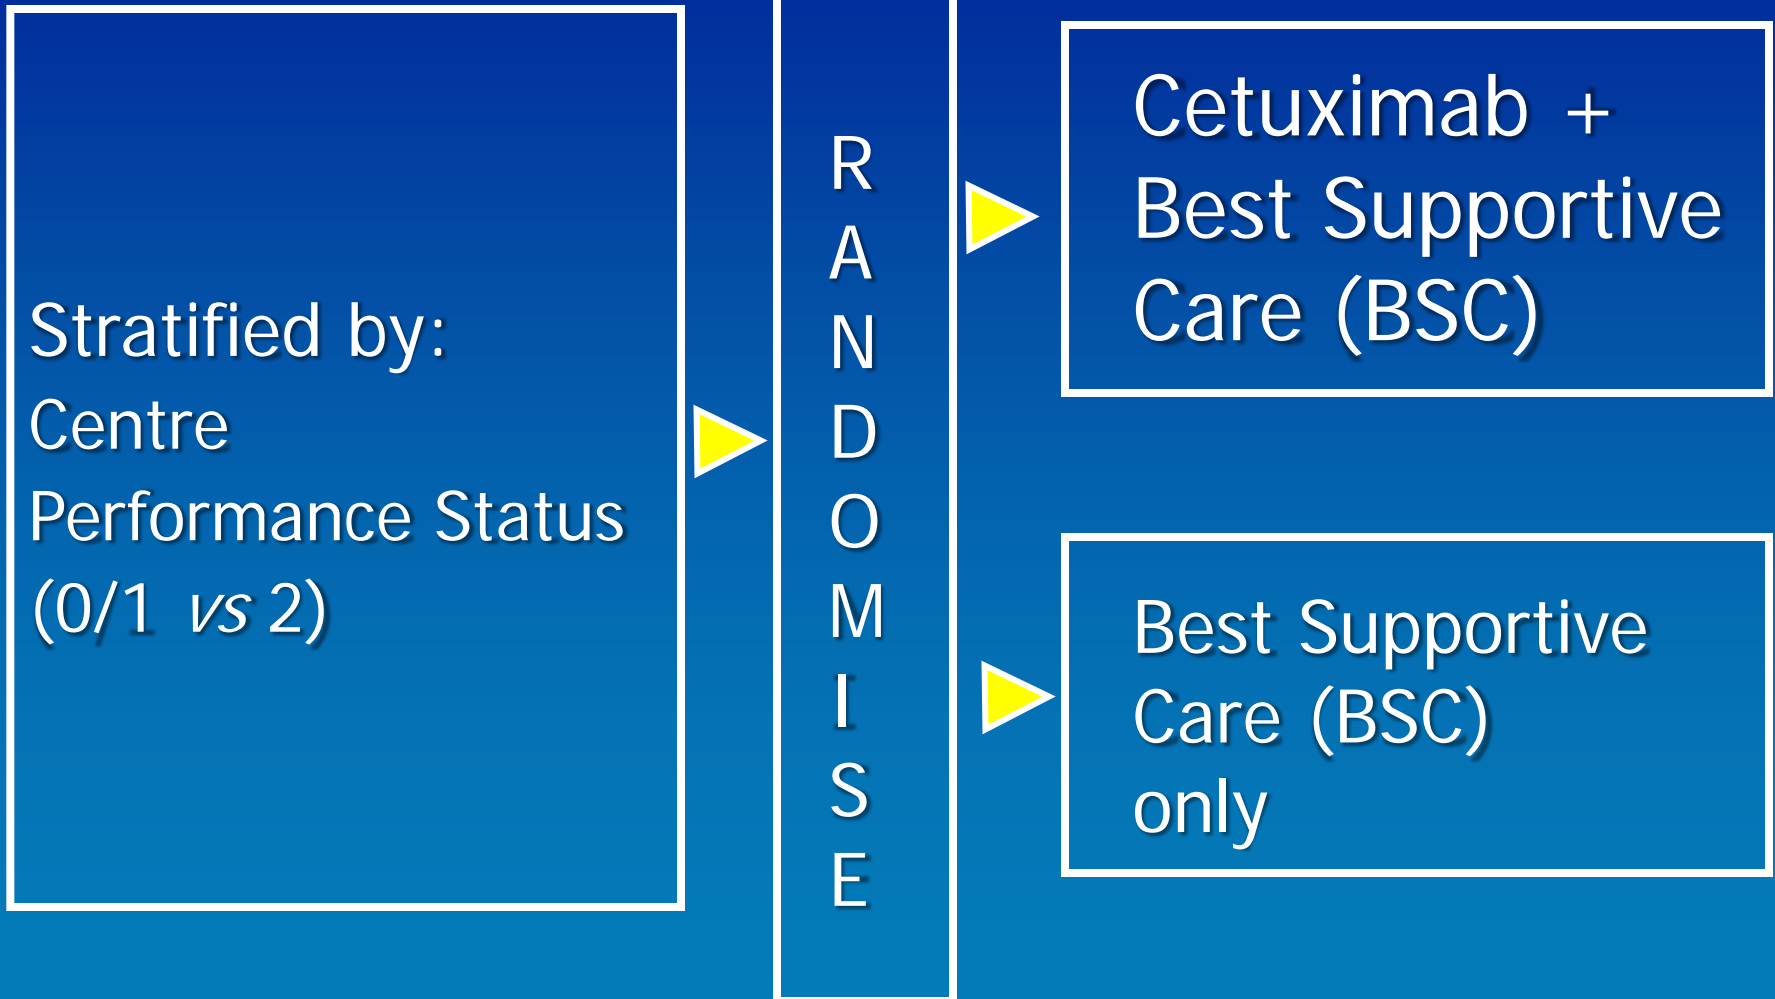 Stratified by:
Centre
Performance Status
(0/1 vs 2)
R
A
N
D
O
M
I
S
E
Cetuximab +
Best Supportive
Care (BSC)
Best Supportive
Care (BSC)
only